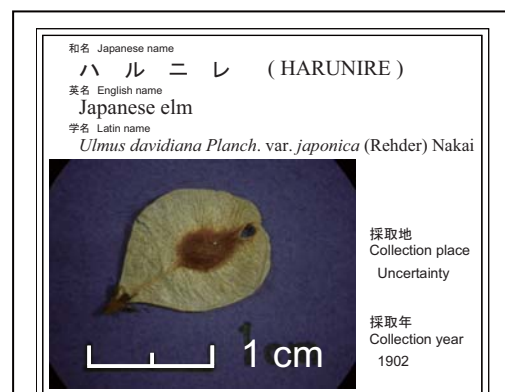 和名 Japanese name
ハ ル ニ レ ( HARUNIRE )
英名 English name
Japanese elm
学名 Latin name
Ulmus davidiana Planch. var. japonica (Rehder) Nakai
採取地
Collection place
Uncertainty
採取年
Collection year
1902
1 cm